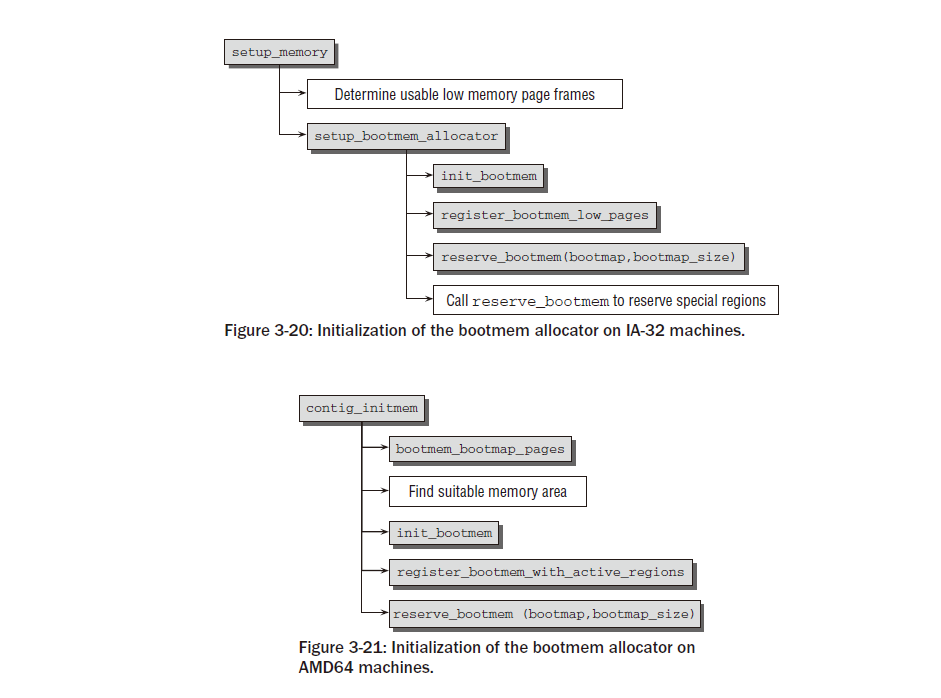 setup_memory
Determine usable low memory page frames
setup_bootmem_allocator
init_bootmem
register_bootmem_low_pages
reserve_bootmem(bootmap,bootmap_size)
Call reserve_bootmem to reserve special regions
Figure 3-20: Initialization of the bootmem allocator on IA-32 machines.
contig_initmem
bootmem_bootmap_pages
Find suitable memory area
init_bootmem
register_bootmem_with_active_regions
reserve_bootmem (bootmap,bootmap_size)
Figure 3-21: Initialization of the bootmem allocator on
AMD64 machines.